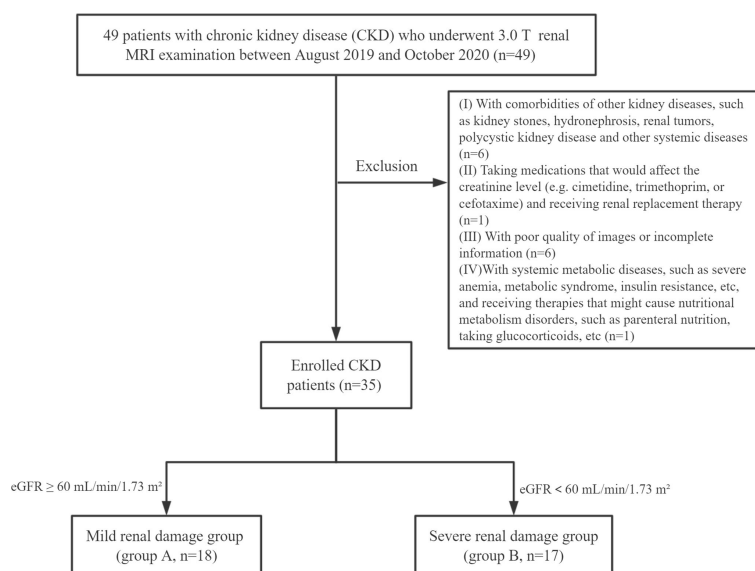 49 patients with chronic kidney disease (CKD) who underwent 3.0 T renal
MRI examination between August 2019 and October 2020 (n=49)
(I) With comorbidities of other kidney diseases, such
as kidney stones, hydronephrosis, renal tumors,
polycystic kidney disease and other systemic diseases
(n=6)
(II) Taking medications that would affect the
creatinine level (e.g. cimetidine, trimethoprim, or
cefotaxime) and receiving renal replacement therapy
(n=1)
(III) With poor quality of images or incomplete
information (n=6)
(IV)With systemic metabolic diseases, such as severe
anemia, metabolic syndrome, insulin resistance, etc,
and receiving therapies that might cause nutritional
metabolism disorders, such as parenteral nutrition,
taking glucocorticoids, etc (n=1)
Exclusion
Enrolled CKD
patients (n=35)
eGFR ≥ 60 mL/min/1.73 m²
eGFR < 60 mL/min/1.73 m²
Mild renal damage group
(group A, n=18)
Severe renal damage group
(group B, n=17)